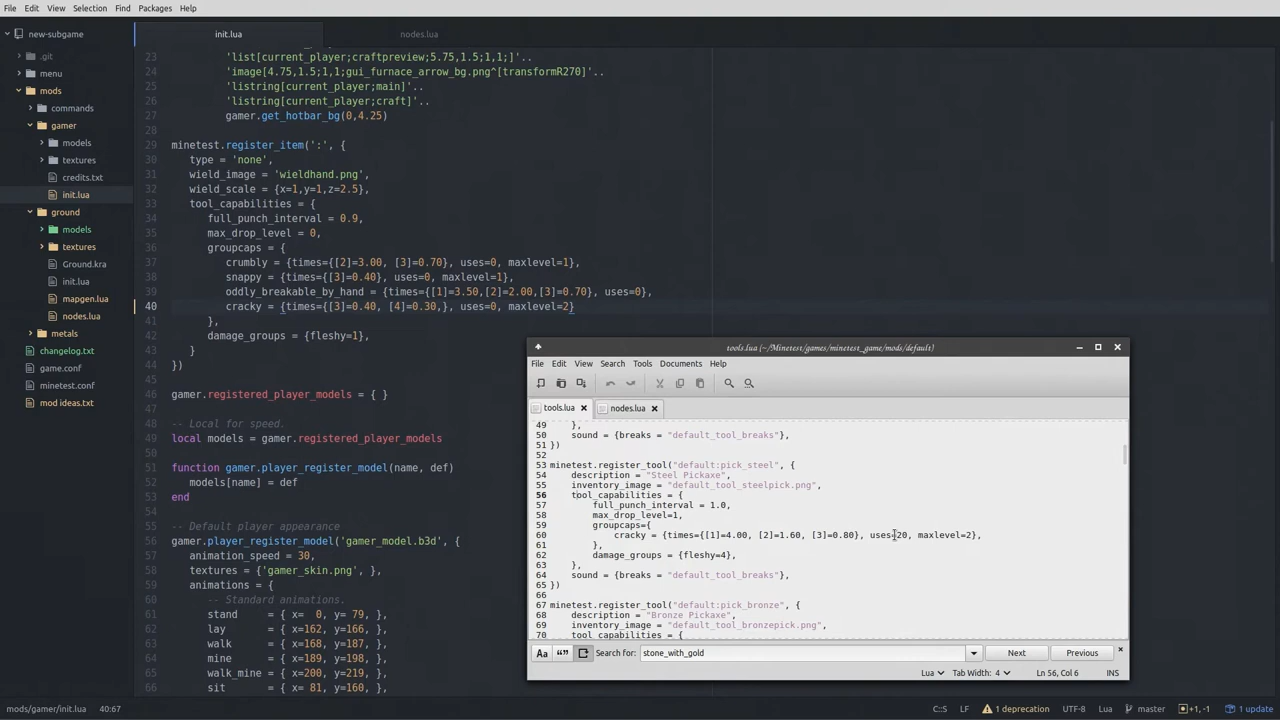 File Edit View Selection Find Packages Help
new-subgame
.git
menu
mods
commands
gamer
models
textures
credits.txt
init.lua
ground
models
textures
Ground.kra
init.lua
mapgen.lua
nodes.lua
metals
changelog.txt
game.conf
minetest.conf
mod ideas.txt
init.lua nodes.lua
23 'list[current_player;craftpreview;5.75,1.5;1,1;]'..
24 'image[4.75,1.5;1,1;gui_furnace_arrow_bg.png^[transformR270]'..
25 'listring[current_player;main]'..
26 'listring[current_player;craft]'..
27 gamer.get_hotbar_bg(0,4.25)
28
29 minetest.register_item(':', {
30 type = 'none',
31 wield_image = 'wieldhand.png',
32 wield_scale = {x=1,y=1,z=2.5},
33 tool_capabilities = {
34 full_punch_interval = 0.9,
35 max_drop_level = 0,
36 groupcaps = {
37 crumbly = {times={[2]=3.00, [3]=0.70}, uses=0, maxlevel=1},
38 snappy = {times={[3]=0.40}, uses=0, maxlevel=1},
39 oddly_breakable_by_hand = {times={[1]=3.50,[2]=2.00,[3]=0.70}, uses=0},
40 cracky = {times={[3]=0.40, [4]=0.30,}, uses=0, maxlevel=2}
41 },
42 damage_groups = {fleshy=1},
43 }
44 })
45
46 gamer.registered_player_models = { }
47
48 -- Local for speed.
49 local models = gamer.registered_player_models
50
51 function gamer.player_register_model(name, def)
52 models[name] = def
53 end
54
55 -- Default player appearance
56 gamer.player_register_model('gamer_model.b3d', {
57 animation_speed = 30,
58 textures = {'gamer_skin.png', },
59 animations = {
60 -- Standard animations.
61 stand = { x= 0, y= 79, },
62 lay = { x=162, y=166, },
63 walk = { x=168, y=187, },
64 mine = { x=189, y=198, },
65 walk_mine = { x=200, y=219, },
66 sit = { x= 81, y=160, },
tools.lua (~/Minetest/games/minetest_game/mods/default)
File Edit View Search Tools Documents Help
tools.lua nodes.lua
49 },
50 sound = {breaks = "default_tool_breaks"},
51 })
52
53 minetest.register_tool("default:pick_steel", {
54 description = "Steel Pickaxe",
55 inventory_image = "default_tool_steelpick.png",
56 tool_capabilities = {
57 full_punch_interval = 1.0,
58 max_drop_level=1,
59 groupcaps={
60 cracky = {times={[1]=4.00, [2]=1.60, [3]=0.80}, uses=20, maxlevel=2},
61 },
62 damage_groups = {fleshy=4},
63 },
64 sound = {breaks = "default_tool_breaks"},
65 })
66
67 minetest.register_tool("default:pick_bronze", {
68 description = "Bronze Pickaxe",
69 inventory_image = "default_tool_bronzepick.png",
70 tool_capabilities = {
Aa Search for: stone_with_gold Next Previous
Lua Tab Width: 4 Ln 56, Col 6 INS
mods/gamer/init.lua 40:67 C::S LF 1 deprecation UTF-8 Lua master +1, -1 1 update